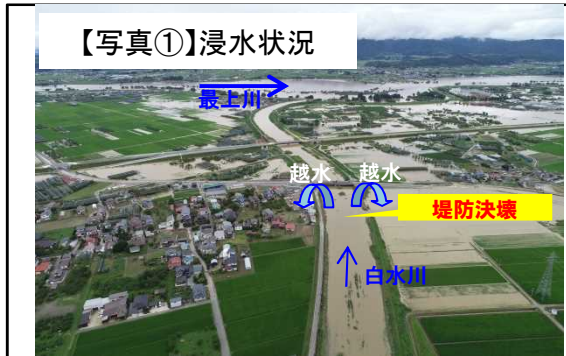 【写真①】浸水状況
最上川
越水
越水
堤防決壊
白水川